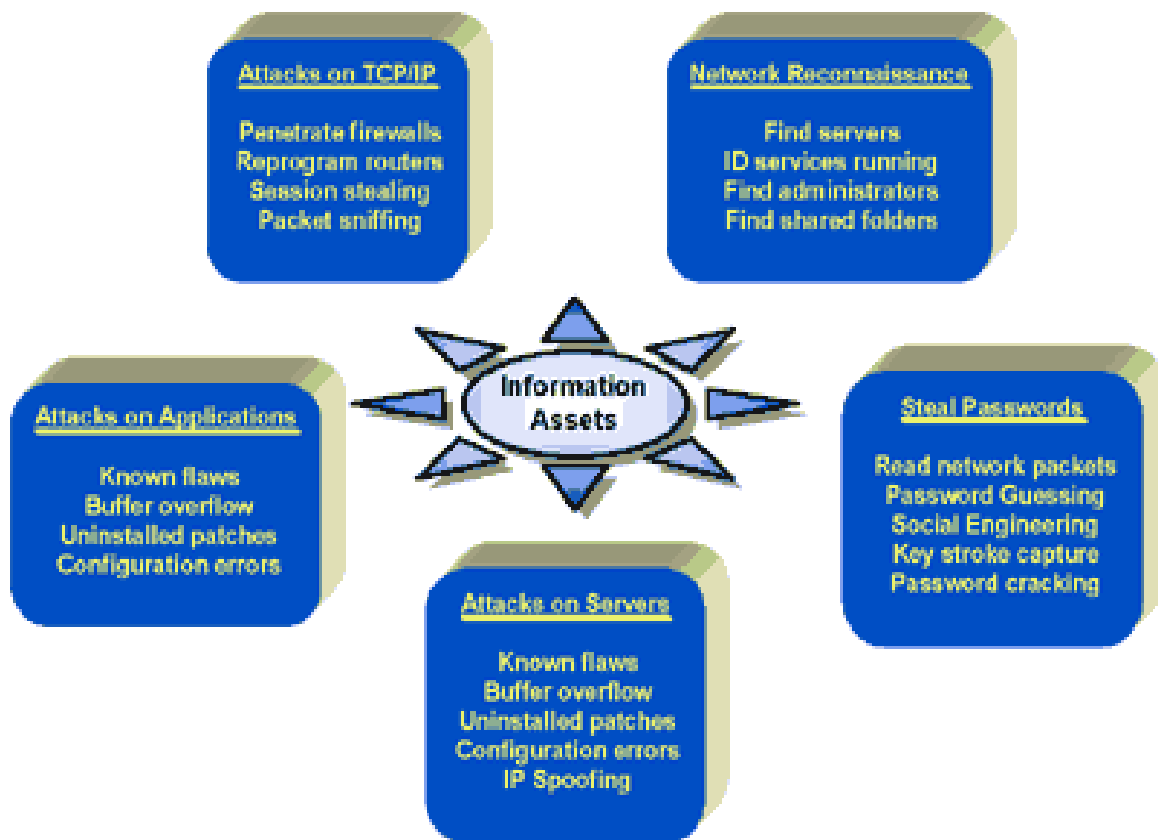 Attacks on TCP/IP
Penetrate firewalls
Reprogram routers
Session stealing
Packet sniffing
Network Reconnaissance
Find servers
ID services running
Find administrators
Find shared folders
Information
Assets
Attacks on Applications
Known flaws
Buffer overflow
Uninstalled patches
Configuration errors
Steal Passwords
Read network packets
Password Guessing
Social Engineering
Key stroke capture
Password cracking
Attacks on Servers
Known flaws
Buffer overflow
Uninstalled patches
Configuration errors
IP Spoofing